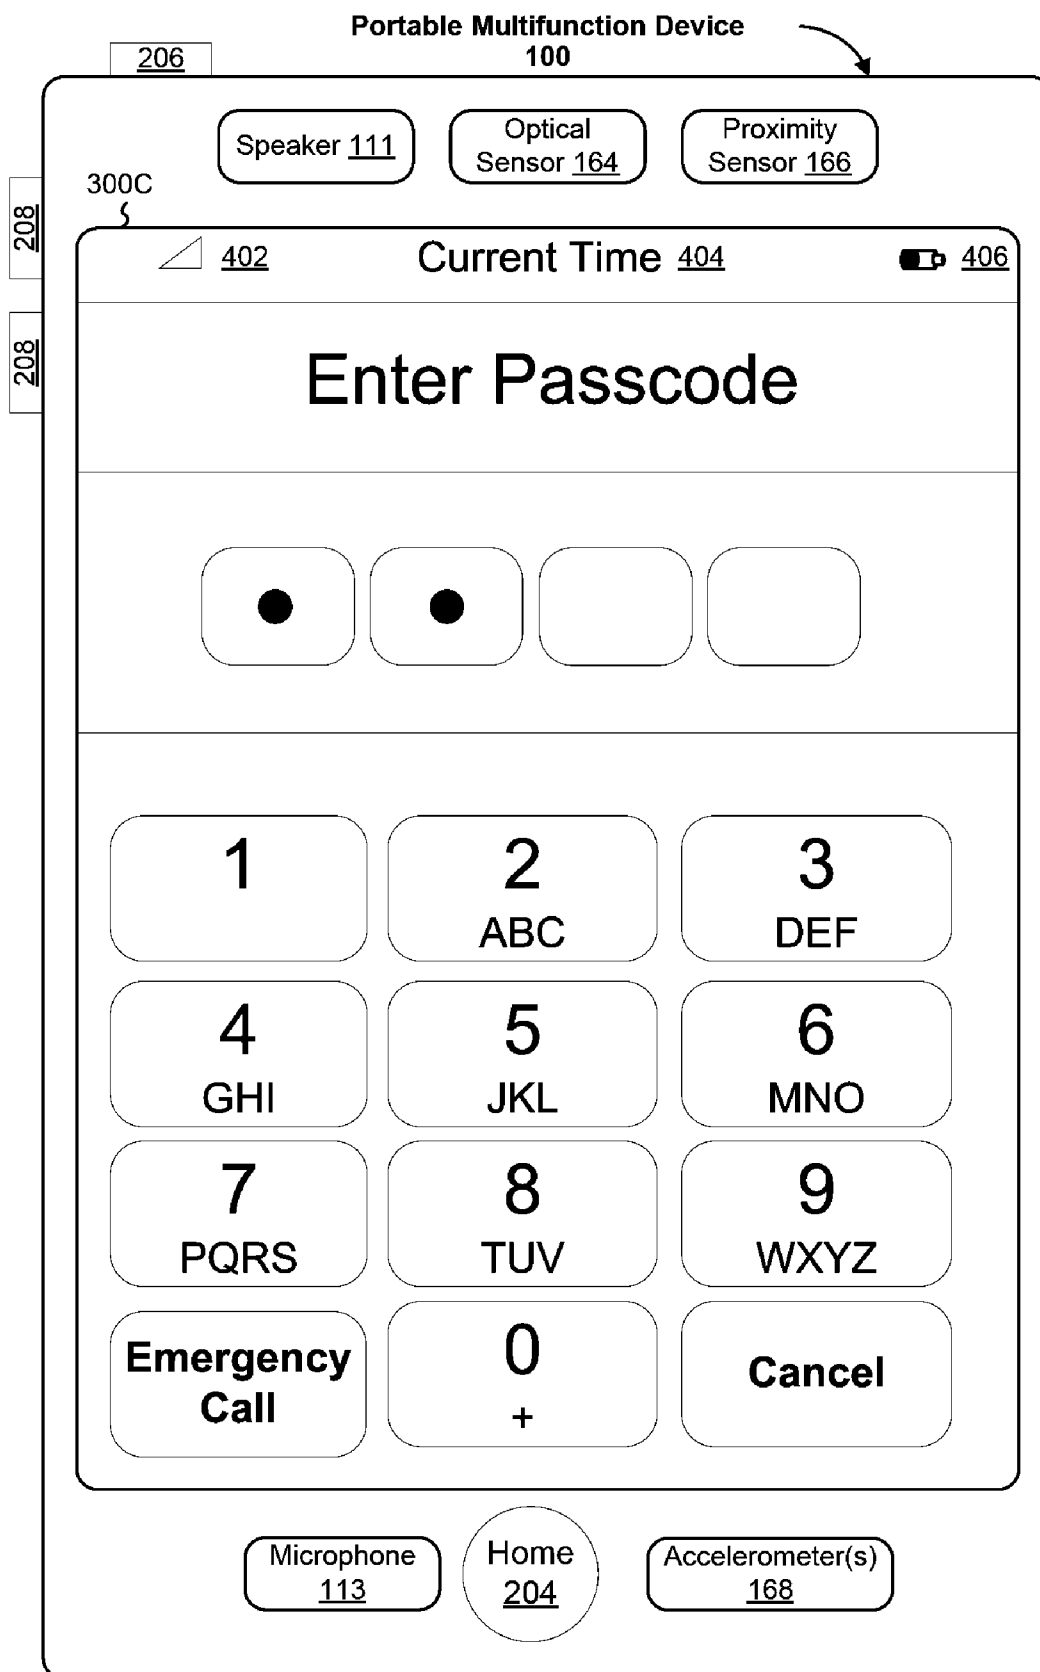 Portable Multifunction Device
100
206
Speaker 111
Optical
Sensor 164
Proximity
Sensor 166
300C
208
208
402
Current Time 404
406
Enter Passcode
1
2
ABC
3
DEF
4
GHI
5
JKL
6
MNO
7
PQRS
8
TUV
9
WXYZ
Emergency
Call
0
+
Cancel
Microphone
113
Home
204
Accelerometer(s)
168